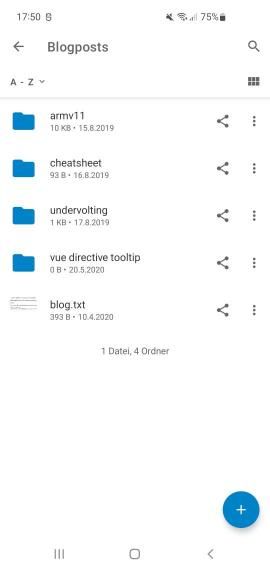 17:50 75%
Blogposts
A - Z
armv11
10 KB • 15.8.2019
cheatsheet
93 B • 16.8.2019
undervolting
1 KB • 17.8.2019
vue directive tooltip
0 B • 20.5.2020
blog.txt
393 B • 10.4.2020
1 Datei, 4 Ordner